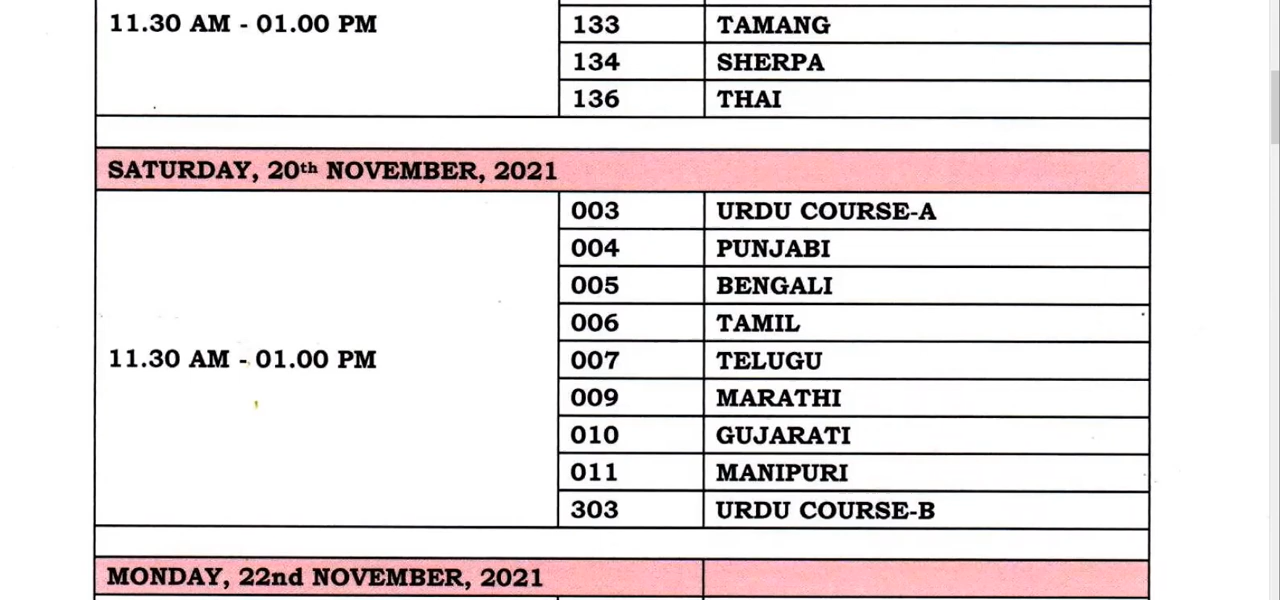 11.30 AM - 01.00 PM
133 TAMANG
134 SHERPA
136 THAI
SATURDAY, 20th NOVEMBER, 2021
003 URDU COURSE-A
004 PUNJABI
005 BENGALI
006 TAMIL
11.30 AM - 01.00 PM
007 TELUGU
009 MARATHI
010 GUJARATI
011 MANIPURI
303 URDU COURSE-B
MONDAY, 22nd NOVEMBER, 2021